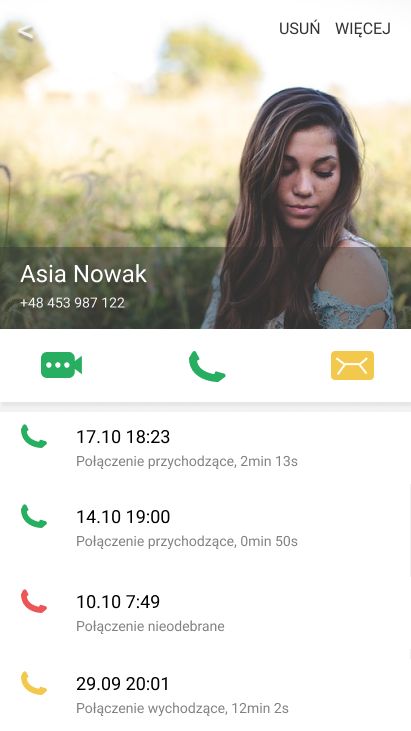 < USUŃ WIĘCEJ
Asia Nowak
+48 453 987 122
17.10 18:23
Połączenie przychodzące, 2min 13s
14.10 19:00
Połączenie przychodzące, 0min 50s
10.10 7:49
Połączenie nieodebrane
29.09 20:01
Połączenie wychodzące, 12min 2s